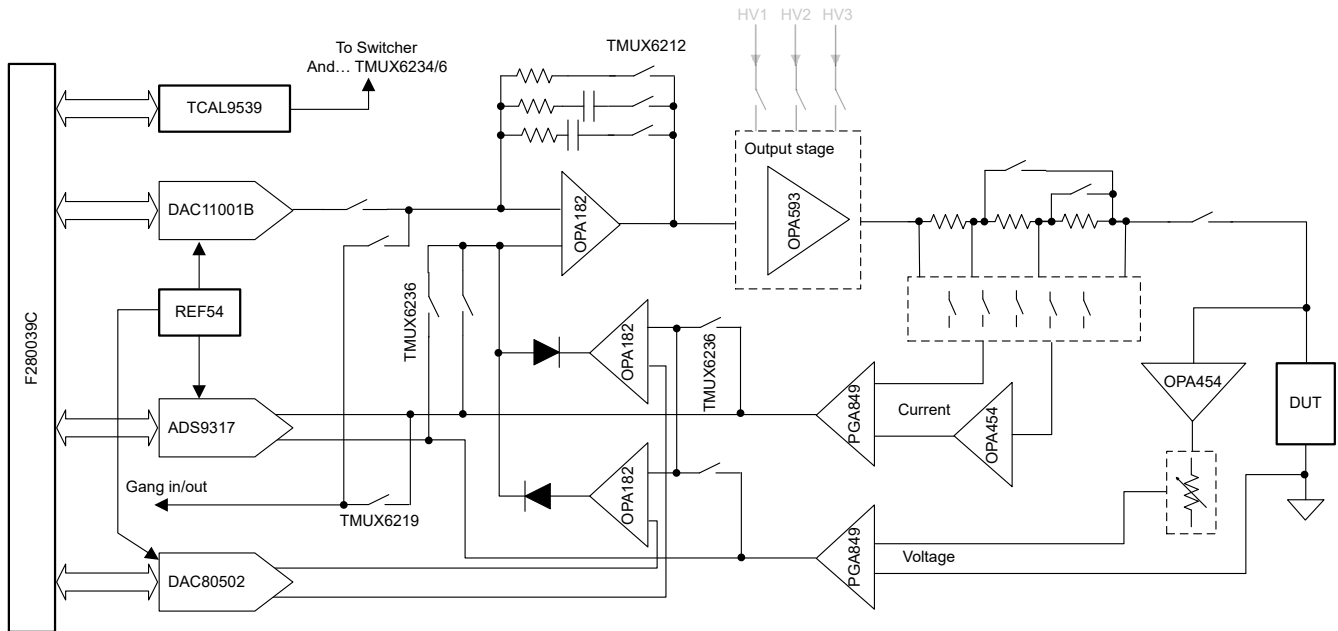 HV1
HV2
HV3
To Switcher
And... TMUX6234/6
TMUX6212
TCAL9539
Output stage
DAC11001B
OPA182
OPA593
F280039C
REF54
TMUX6236
OPA182
TMUX6236
OPA454
ADS9317
PGA849
Current
OPA454
DUT
Gang in/out
TMUX6219
OPA182
DAC80502
PGA849
Voltage